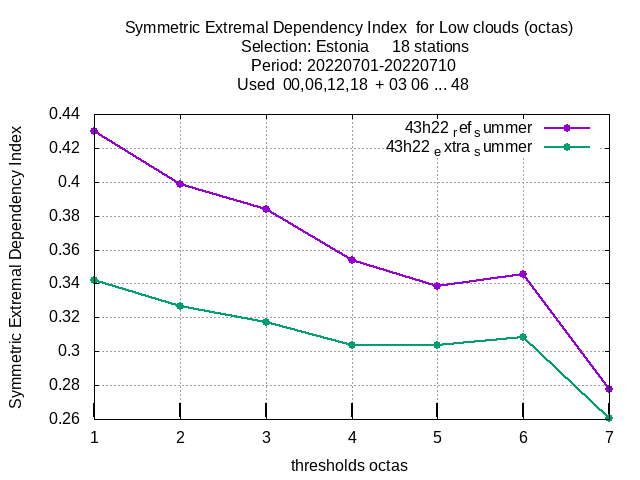 Symmetric Extremal Dependency Index  for Low clouds (octas)
Selection: Estonia     18 stations
Period: 20220701-20220710
Used  00,06,12,18  + 03 06 ... 48
Symmetric Extremal Dependency Index
0.44
0.42
0.4
0.38
0.36
0.34
0.32
0.3
0.28
0.26
43h22 ref summer
43h22 extra summer
1 2 3 4 5 6 7
thresholds octas